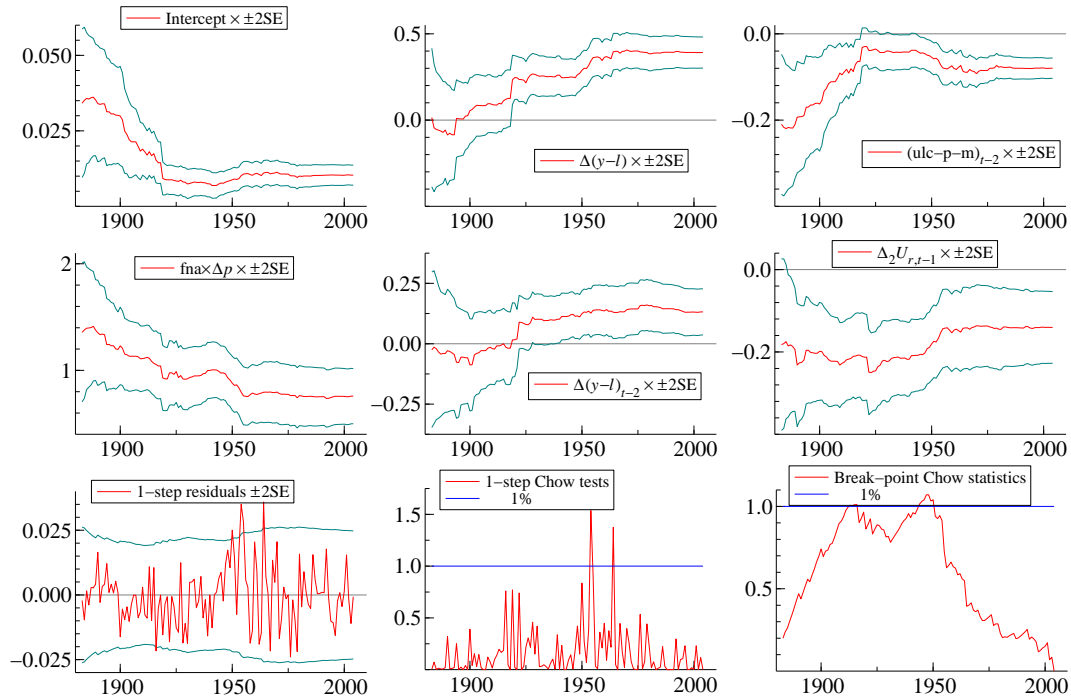 Intercept × ±2SE
0.050
0.025
1900 1950 2000
0.5
0.0
Δ(y−l) × ±2SE
1900 1950 2000
0.0
−0.2
(ulc−p−m)t−2 × ±2SE
1900 1950 2000
2
1
fna×Δp × ±2SE
1900 1950 2000
0.25
0.00
−0.25
Δ(y−l)t−2 × ±2SE
1900 1950 2000
Δ2Ur,t−1 × ±2SE
0.0
−0.2
1900 1950 2000
1−step residuals ±2SE
0.025
0.000
−0.025
1900 1950 2000
1−step Chow tests
1%
1.5
1.0
0.5
1900 1950 2000
Break−point Chow statistics
1%
1.0
0.5
1900 1950 2000